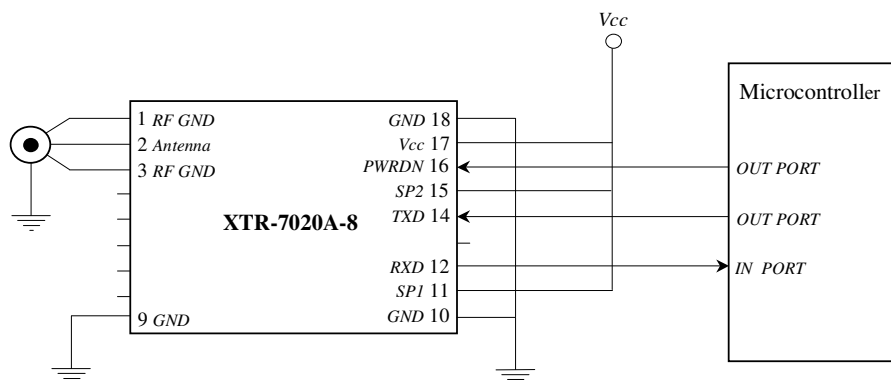 Vcc
Microcontroller
1 RF GND
2 Antenna
3 RF GND
9 GND
XTR-7020A-8
GND 18
Vcc 17
PWRDN 16
SP2 15
TXD 14
RXD 12
SP1 11
GND 10
OUT PORT
OUT PORT
IN PORT